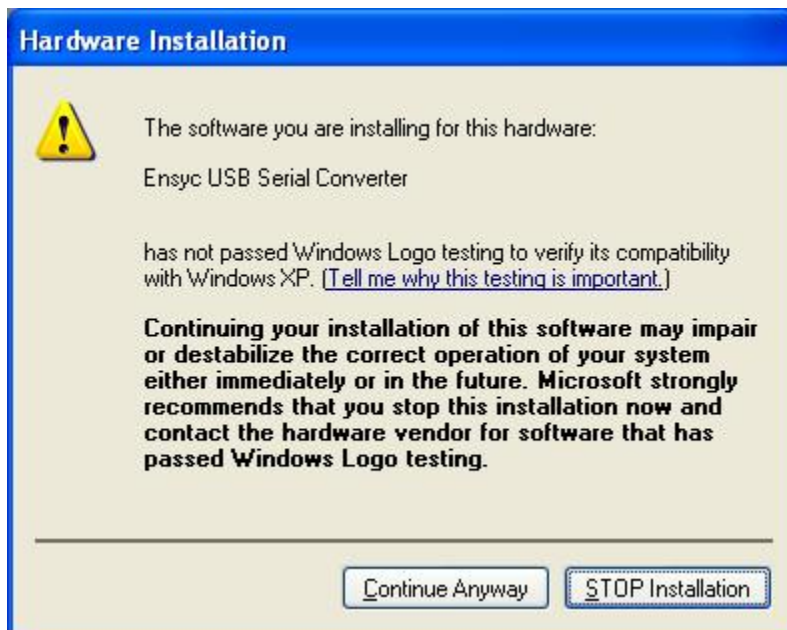 Hardware Installation
The software you are installing for this hardware:
Ensyc USB Serial Converter
has not passed Windows Logo testing to verify its compatibility
with Windows XP. (Tell me why this testing is important.)
Continuing your installation of this software may impair
or destabilize the correct operation of your system
either immediately or in the future. Microsoft strongly
recommends that you stop this installation now and
contact the hardware vendor for software that has
passed Windows Logo testing.
Continue Anyway STOP Installation